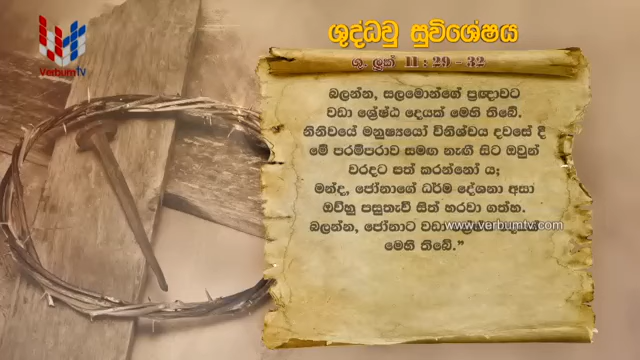 ශුද්ධවූ සුවිශේෂය
ශු. ලූක් 11 : 29 - 32
බලන්න, සලමොන්ගේ ප්‍රඥාවට
වඩා ශ්‍රේෂ්ඨ දෙයක් මෙහි තිබේ.
නිනිවයේ මනුෂ්‍යයෝ විනිශ්චය දවසේ දී
මේ පරම්පරාව සමඟ නැඟී සිට ඔවුන්
වරදට පත් කරන්නෝ ය;
මන්ද, ජෝනාගේ ධර්ම දේශනා අසා
ඔව්හු පසුතැවී සිත් හරවා ගත්හ.
බලන්න, ජෝනාට වඩා
මෙහි තිබේ.”
www.verbumtv.com
VerbumTV